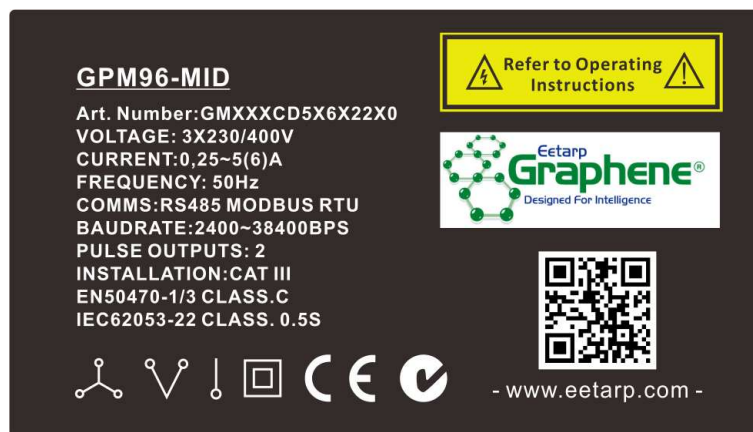 GPM96-MID
Art. Number:GMXXXCD5X6X22X0
VOLTAGE: 3X230/400V
CURRENT:0,25~5(6)A
FREQUENCY: 50Hz
COMMS:RS485 MODBUS RTU
BAUDRATE:2400~38400BPS
PULSE OUTPUTS: 2
INSTALLATION:CAT III
EN50470-1/3 CLASS.C
IEC62053-22 CLASS. 0.5S
CE
Refer to Operating
Instructions
Eetarp
Graphene®
Designed For Intelligence
- www.eetarp.com -